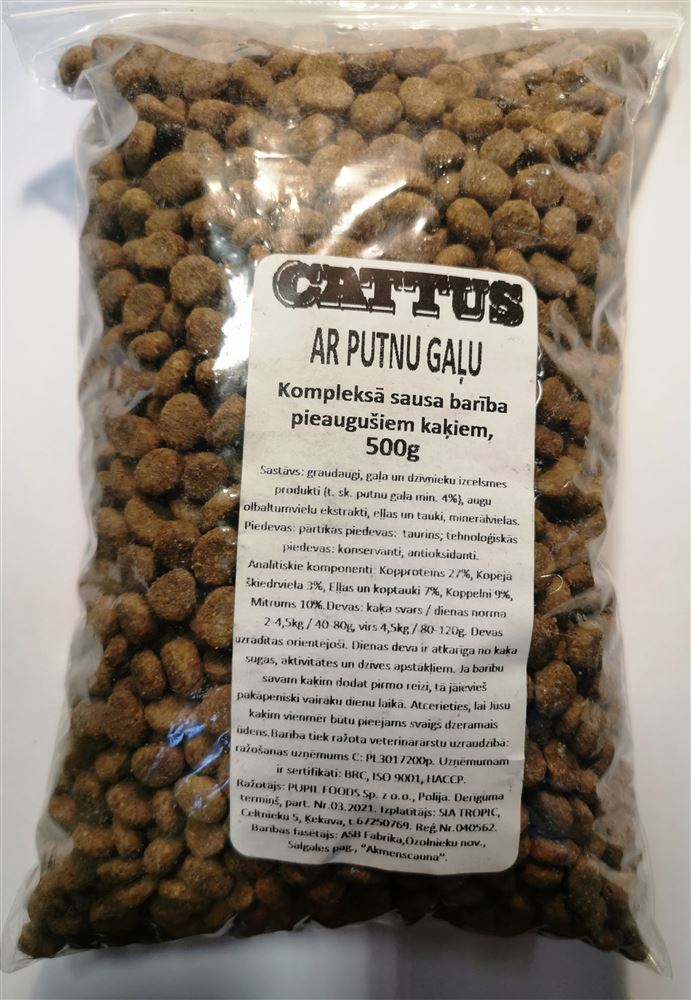 CATTUS
AR PUTNU GAĻU
Kompleksā sausa barība
pieaugušiem kaķiem,
500g
Sastāvs: graudaugi, gaļa un dzīvnieku izcelsmes
produkti (t. sk. putnu gaļa min. 4%), augu
olbaltumvielu ekstrakti, eļļas un tauki, minerālvielas.
Piedevas: pārtikas piedevas: taurīns; tehnoloģiskās
piedevas: konservanti, antioksidanti.
Analītiskie komponenti: Kopproteīns 27%, Kopējā
šķiedrviela 3%, Eļļas un koptauki 7%, Koppelni 9%,
Mitrums 10%. Devas: kaķa svars / dienas norma
2-4,5kg / 40-80g, virs 4,5kg / 80-120g. Devas
uzrādītas orientējoši. Dienas deva ir atkarīga no kaķa
sugas, aktivitātes un dzīves apstākļiem. Ja barību
savam kaķim dodat pirmo reizi, tā jāievieš
pakāpeniski vairāku dienu laikā. Atcerieties, lai Jūsu
kaķim vienmēr būtu pieejams svaigs dzeramais
ūdens. Barība tiek ražota veterinārārstu uzraudzībā:
ražošanas uzņēmums C: PL3017200p. Uzņēmumam
ir sertifikāti: BRC, ISO 9001, HACCP.
Ražotājs: PUPIL FOODS Sp. z o.o., Polija. Derīguma
termiņš, part. Nr.03.2021. Izplatītājs: SIA TROPIC,
Celtnieku 5, Ķekava, t.67250769. Reģ.Nr.040562.
Barības fasētājs: ASB Fabrika,Ozolnieku nov.,
Salgales pag., "Akmenscauna".